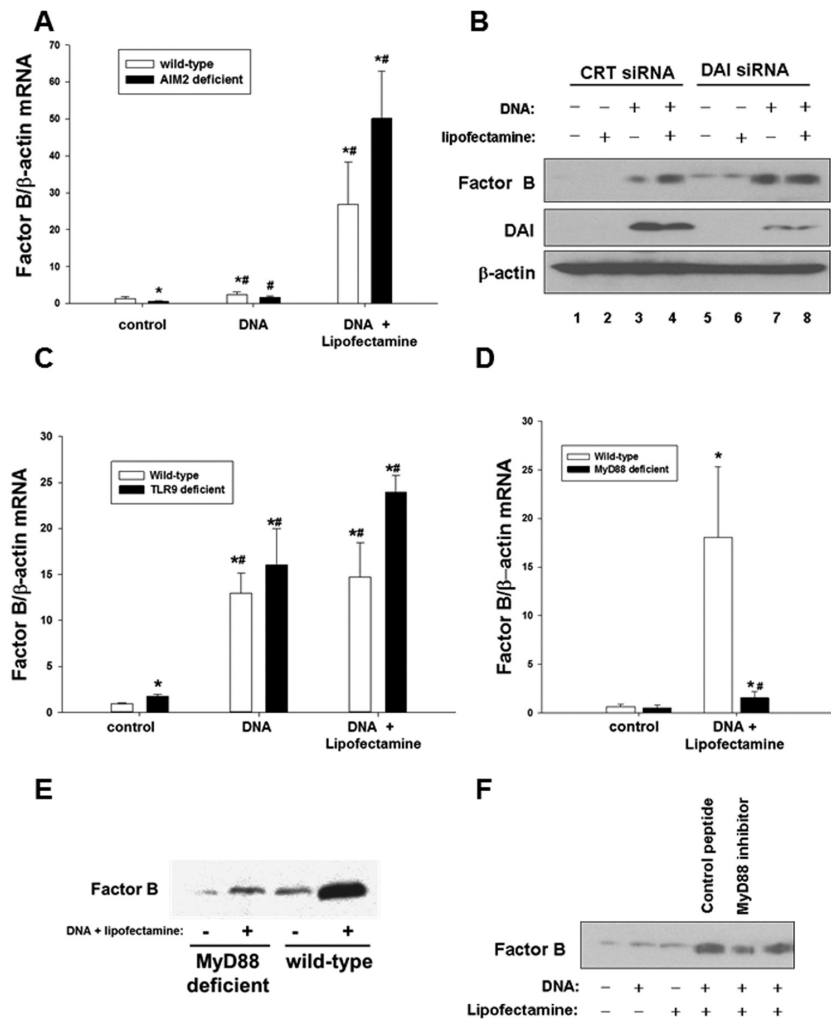 A
Factor B/β-actin mRNA
70
60
50
40
30
20
10
0
wild-type
AIM2 deficient
*
*#
#
*#
*#
control
DNA
DNA +
Lipofectamine
B
CRT siRNA DAI siRNA
DNA: – – + + – – + +
lipofectamine: – + – + – + – +
Factor B
DAI
β-actin
1 2 3 4 5 6 7 8
C
Factor B/β-actin mRNA
30
25
20
15
10
5
0
Wild-type
TLR9 deficient
*
*#
*#
*#
*#
control
DNA
DNA +
Lipofectamine
D
Factor B/β–actin mRNA
30
25
20
15
10
5
0
Wild-type
MyD88 deficient
*
*#
control
DNA +
Lipofectamine
E
Factor B
DNA + lipofectamine: - + - +
MyD88
deficient
wild-type
F
Control peptide
MyD88 inhibitor
Factor B
DNA: – + – + + +
Lipofectamine: – – + + + +